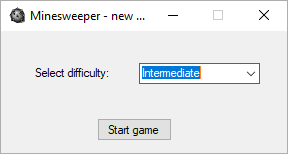 Minesweeper - new ...
Select difficulty:
Intermediate
Start game